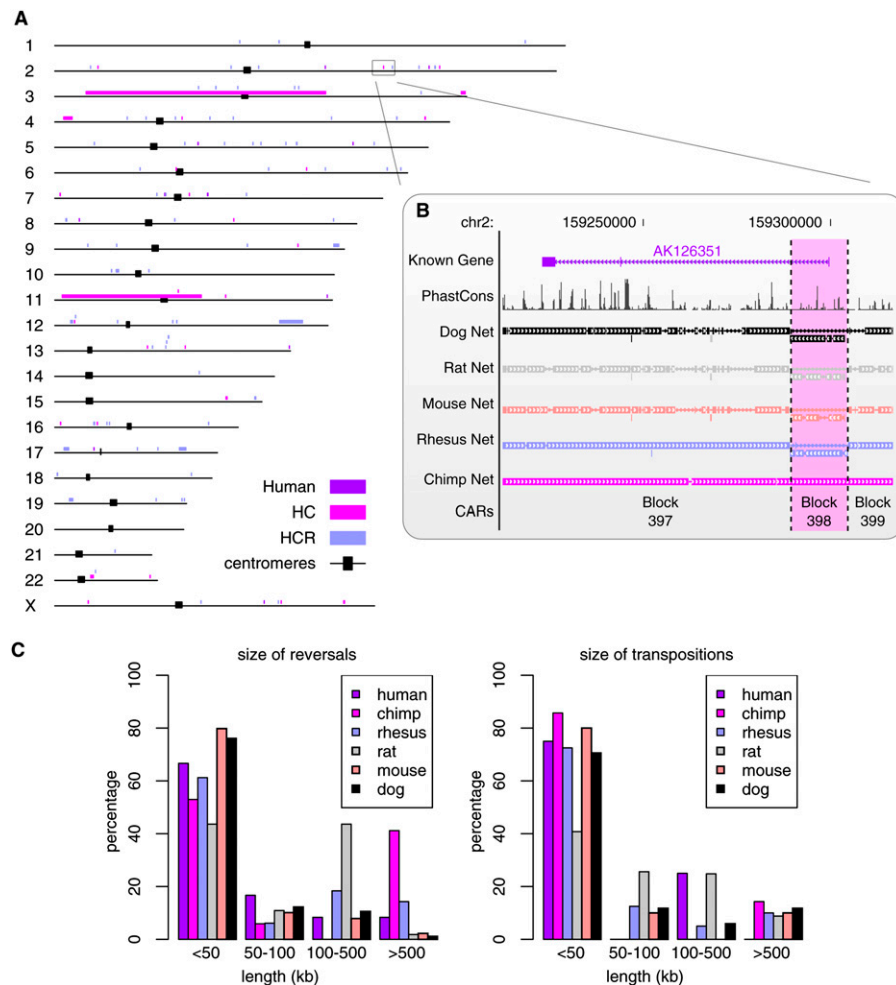 A
1
2
3
4
5
6
7
8
9
10
11
12
13
14
15
16
17
18
19
20
21
22
X
Human
HC
HCR
centromeres
B
chr2: 159250000 159300000
Known Gene
AK126351
PhastCons
Dog Net
Rat Net
Mouse Net
Rhesus Net
Chimp Net
CARs
Block
397
Block
398
Block
399
C
size of reversals
percentage
100
80
60
40
20
0
human
chimp
rhesus
rat
mouse
dog
<50 50-100 100-500 >500
length (kb)
size of transpositions
percentage
100
80
60
40
20
0
human
chimp
rhesus
rat
mouse
dog
<50 50-100 100-500 >500
length (kb)